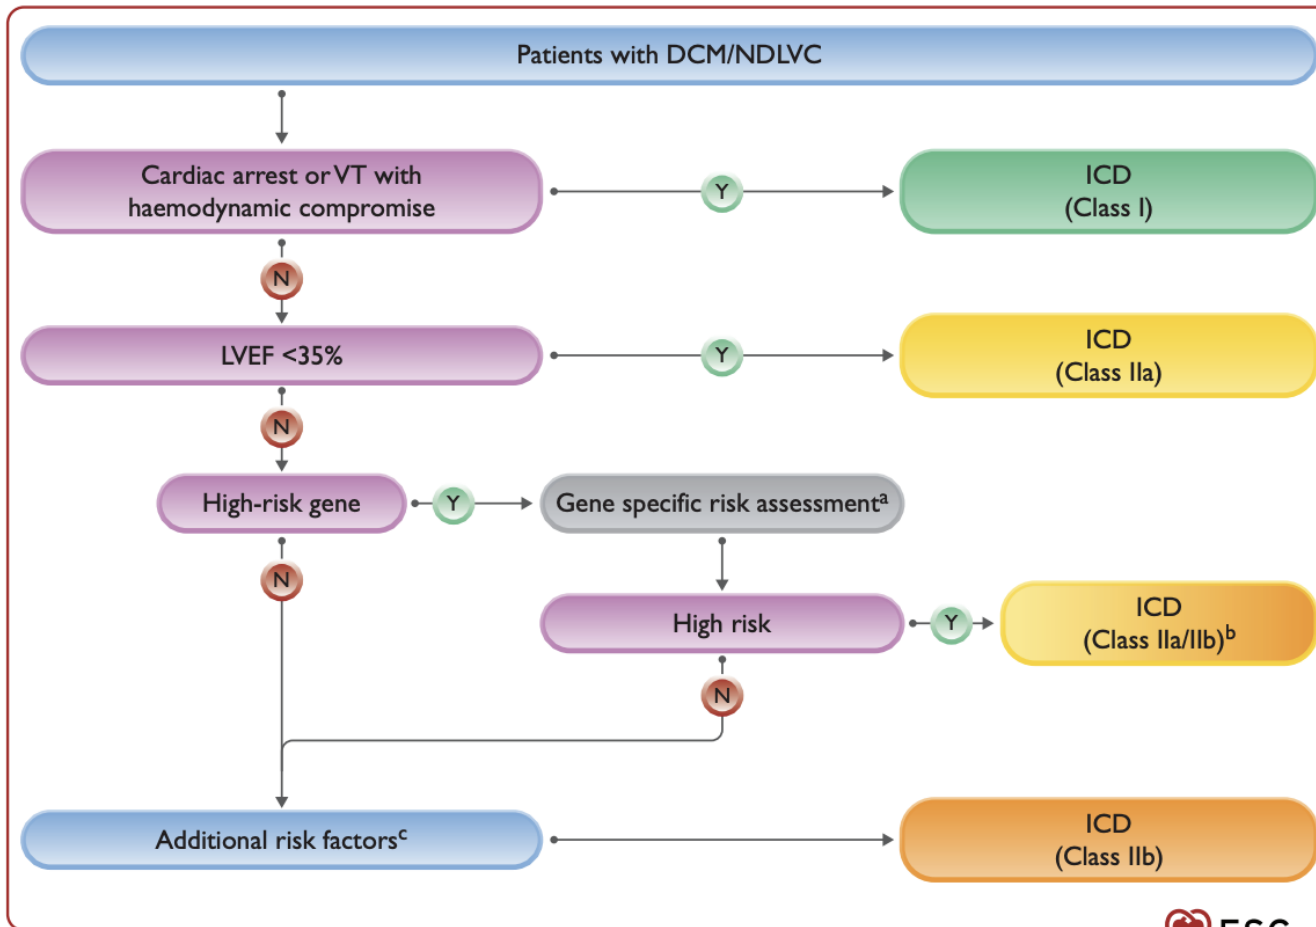 Patients with DCM/NDLVC
Cardiac arrest or VT with
haemodynamic compromise
Y
ICD
(Class I)
N
LVEF <35%
Y
ICD
(Class IIa)
N
High-risk gene
Y
Gene specific risk assessmentᵃ
N
High risk
Y
ICD
(Class IIa/IIb)ᵇ
N
Additional risk factorsᶜ
ICD
(Class IIb)
ESC